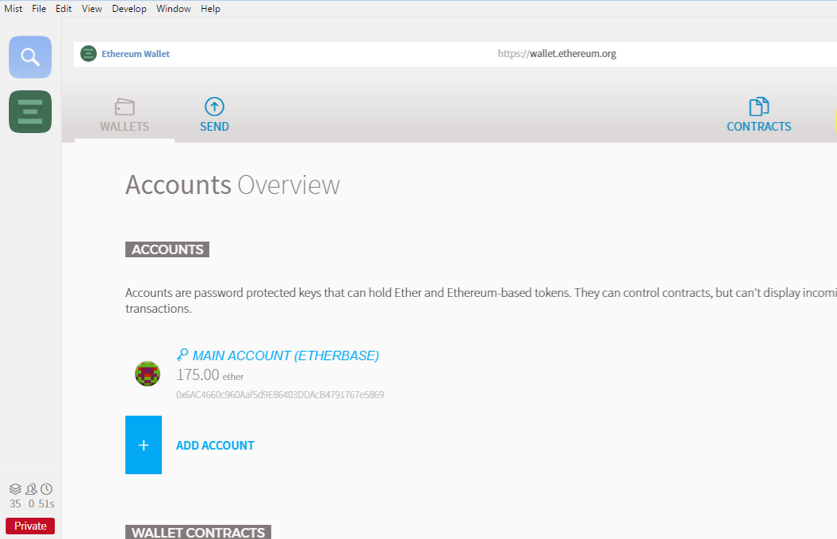 Mist File Edit View Develop Window Help
Ethereum Wallet https://wallet.ethereum.org
WALLETS SEND CONTRACTS
Accounts Overview
ACCOUNTS
Accounts are password protected keys that can hold Ether and Ethereum-based tokens. They can control contracts, but can't display incomi
transactions.
MAIN ACCOUNT (ETHERBASE)
175.00 ether
0x6AC4660c960Aaf5d9E86403DDAcB4791767e5869
+ ADD ACCOUNT
35 0 51s
Private
WALLET CONTRACTS